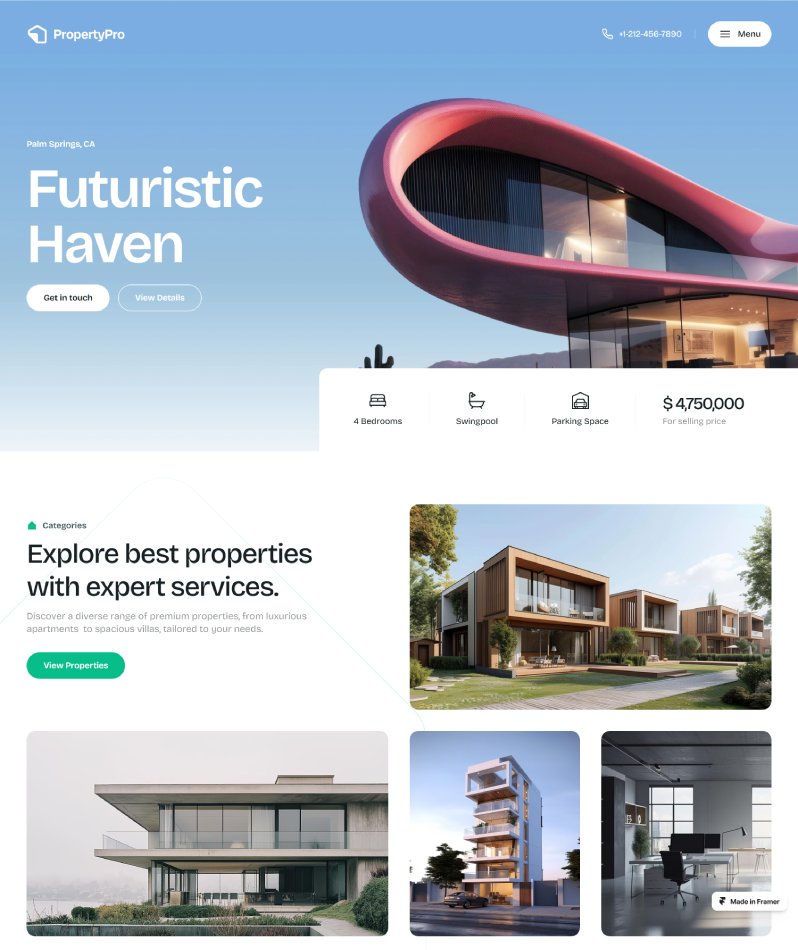 PropertyPro
+1-212-456-7890
Menu
Palm Springs, CA
Futuristic
Haven
Get in touch
View Details
4 Bedrooms
Swingpool
Parking Space
$ 4,750,000
For selling price
Categories
Explore best properties
with expert services.
Discover a diverse range of premium properties, from luxurious
apartments  to spacious villas, tailored to your needs.
View Properties
Made in Framer